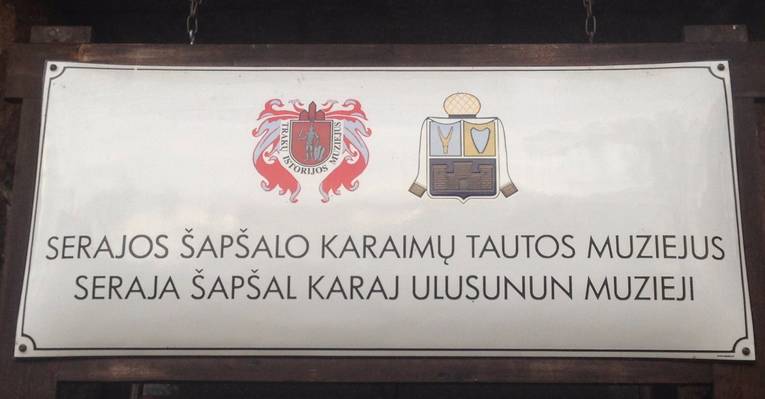 TRAKŲ ISTORIJOS MUZIEJUS
SERAJOS ŠAPŠALO KARAIMŲ TAUTOS MUZIEJUS
SERAJA ŠAPŠAL KARAJ ULUSUNUN MUZIEJI